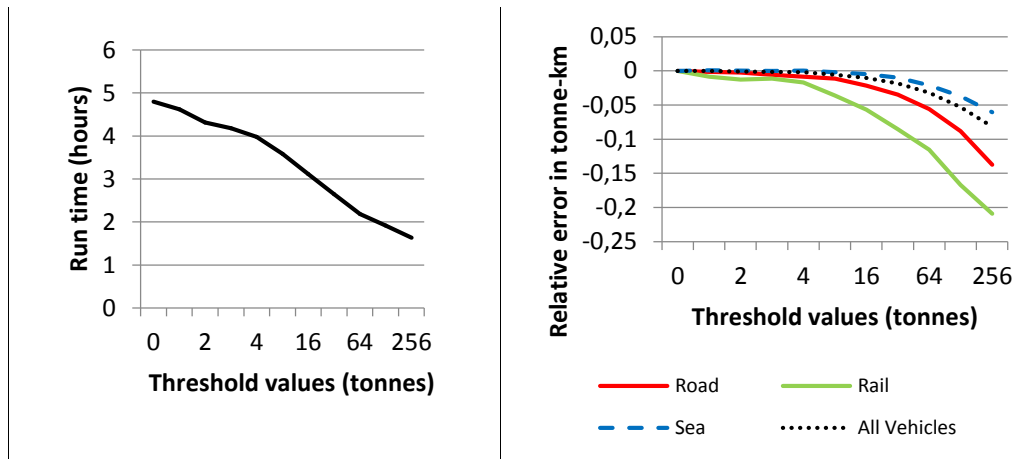 Run time (hours)
6
5
4
3
2
1
0
0 2 4 16 64 256
Threshold values (tonnes)
Relative error in tonne-km
0,05
0
-0,05
-0,1
-0,15
-0,2
-0,25
0 2 4 16 64 256
Threshold values (tonnes)
Road Rail
Sea All Vehicles